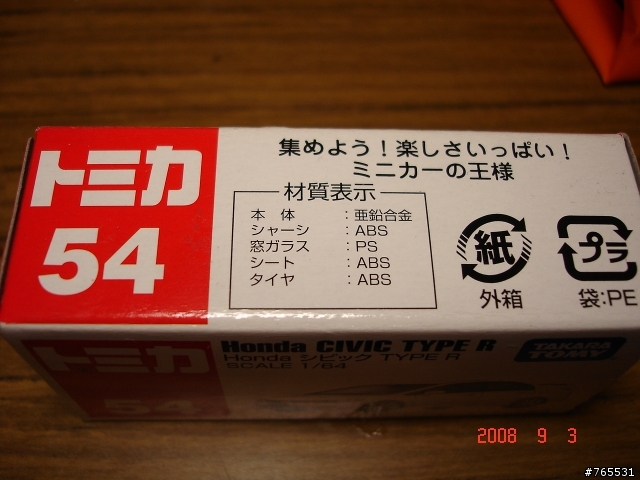 トミカ
54
集めよう!楽しさいっぱい!
ミニカーの王様
材質表示
本体 : 亜鉛合金
シャーシ : ABS
窓ガラス : PS
シート : ABS
タイヤ : ABS
紙
外箱
プラ
袋:PE
トミカ
54
Honda CIVIC TYPE R
Honda シビック TYPE R
SCALE 1/64
TAKARA
TOMY
2008 9 3
#765531